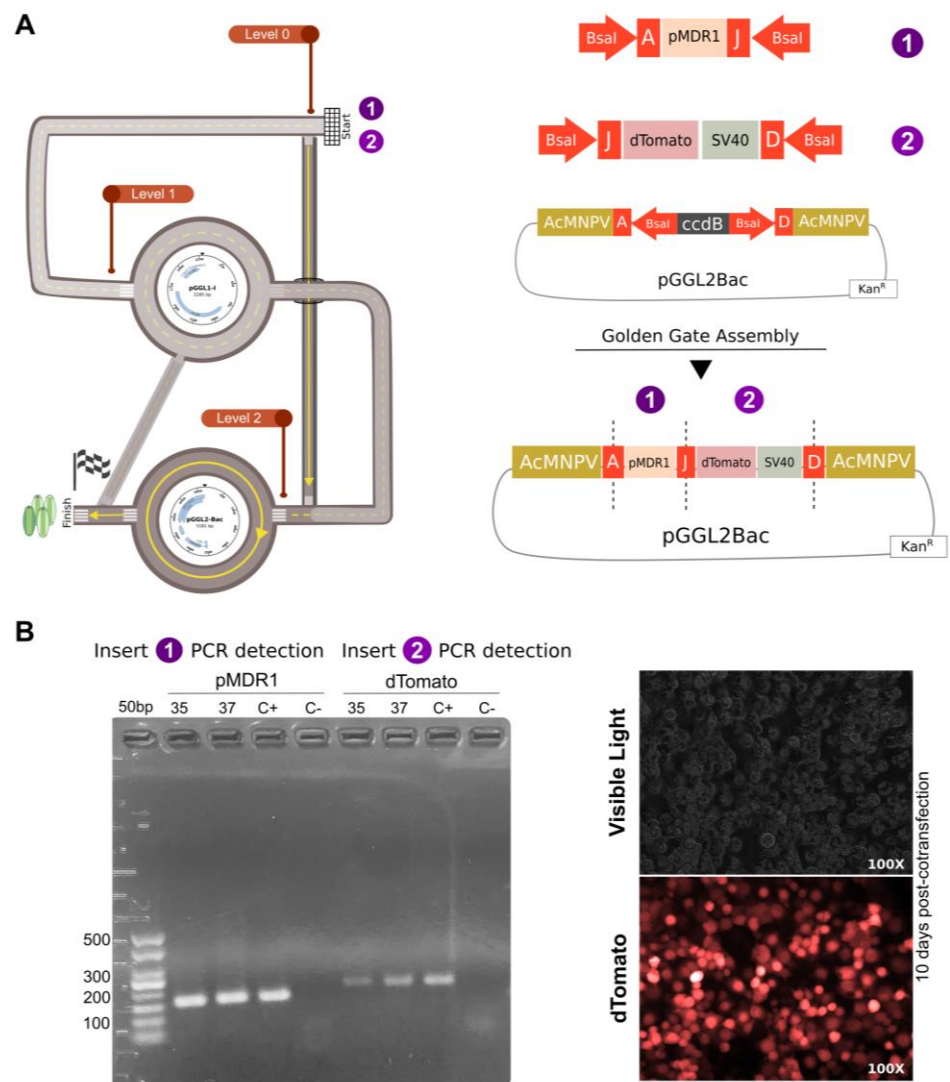 A
Level 0
1
2
Start
Level 1
pGGL1-I
Level 2
pGGL2-Bac
Finish
BsaI A pMDR1 J BsaI 1
BsaI J dTomato SV40 D BsaI 2
AcMNPV A BsaI ccdB BsaI D AcMNPV
pGGL2Bac
KanR
Golden Gate Assembly
1 2
AcMNPV A pMDR1 J dTomato SV40 D AcMNPV
pGGL2Bac
KanR
B
Insert 1 PCR detection Insert 2 PCR detection
pMDR1 dTomato
50bp 35 37 C+ C- 35 37 C+ C-
500
300
200
100
Visible Light
100X
dTomato
100X
10 days post-cotransfection